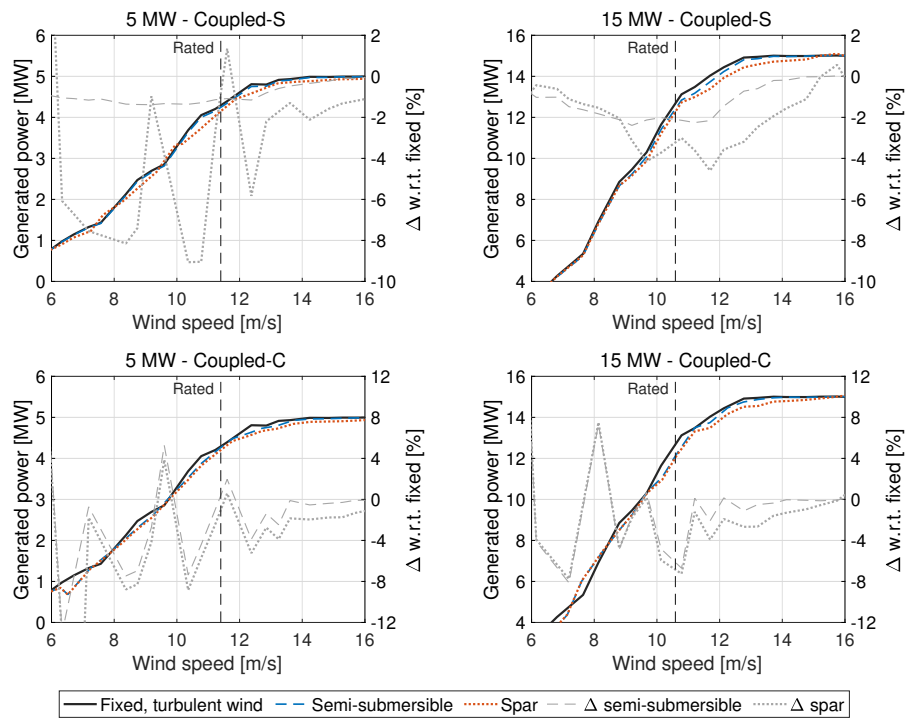 5 MW - Coupled-S
15 MW - Coupled-S
6
5
4
3
2
1
0
Generated power [MW]
Rated
2
0
-2
-4
-6
-8
-10
Δ w.r.t. fixed [%]
6 8 10 12 14 16
Wind speed [m/s]
16
14
12
10
8
6
4
Generated power [MW]
Rated
2
0
-2
-4
-6
-8
-10
Δ w.r.t. fixed [%]
6 8 10 12 14 16
Wind speed [m/s]
5 MW - Coupled-C
15 MW - Coupled-C
6
5
4
3
2
1
0
Generated power [MW]
Rated
12
8
4
0
-4
-8
-12
Δ w.r.t. fixed [%]
6 8 10 12 14 16
Wind speed [m/s]
16
14
12
10
8
6
4
Generated power [MW]
Rated
12
8
4
0
-4
-8
-12
Δ w.r.t. fixed [%]
6 8 10 12 14 16
Wind speed [m/s]
Fixed, turbulent wind Semi-submersible Spar Δ semi-submersible Δ spar